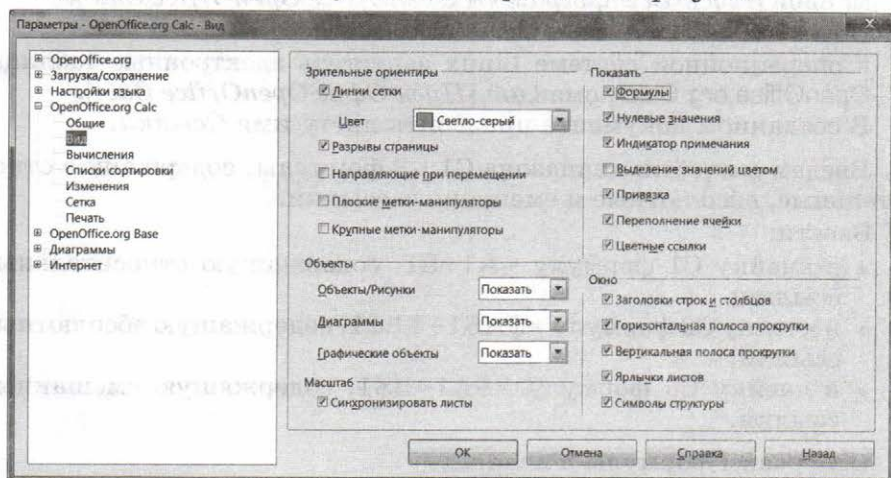 Параметры - OpenOffice.org Calc - Вид
OpenOffice.org
Загрузка/сохранение
Настройки языка
OpenOffice.org Calc
Общие
Вид
Вычисления
Списки сортировки
Изменения
Сетка
Печать
OpenOffice.org Base
Диаграммы
Интернет
Зрительные ориентиры
Линии сетки
Цвет Светло-серый
Разрывы страницы
Направляющие при перемещении
Плоские метки-манипуляторы
Крупные метки-манипуляторы
Объекты
Объекты/Рисунки Показать
Диаграммы Показать
Графические объекты Показать
Масштаб
Синхронизировать листы
Показать
Формулы
Нулевые значения
Индикатор примечания
Выделение значений цветом
Привязка
Переполнение ячейки
Цветные ссылки
Окно
Заголовки строк и столбцов
Горизонтальная полоса прокрутки
Вертикальная полоса прокрутки
Ярлычки листов
Символы структуры
ОК Отмена Справка Назад